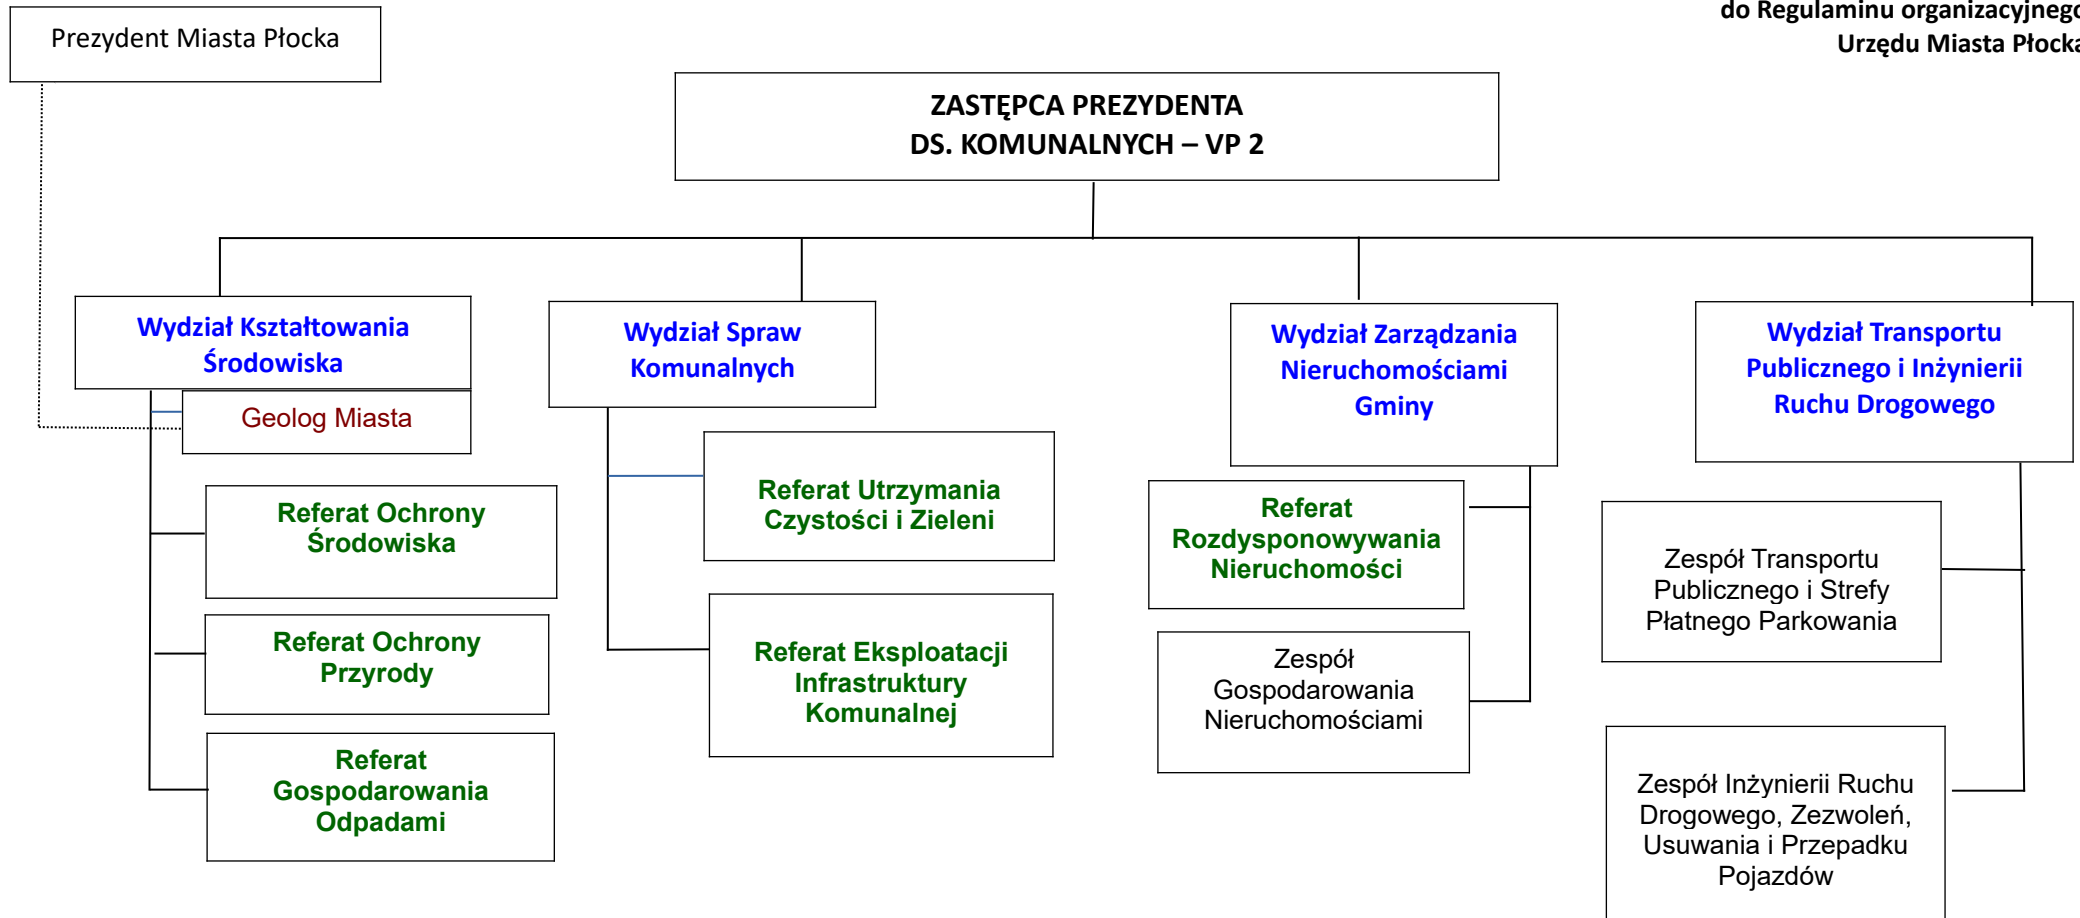 do Regulaminu organizacyjnego
Urzędu Miasta Płocka
Prezydent Miasta Płocka
ZASTĘPCA PREZYDENTA
DS. KOMUNALNYCH – VP 2
Wydział Kształtowania
Środowiska
Geolog Miasta
Referat Ochrony
Środowiska
Referat Ochrony
Przyrody
Referat
Gospodarowania
Odpadami
Wydział Spraw
Komunalnych
Referat Utrzymania
Czystości i Zieleni
Referat Eksploatacji
Infrastruktury
Komunalnej
Wydział Zarządzania
Nieruchomościami
Gminy
Referat
Rozdysponowywania
Nieruchomości
Zespół
Gospodarowania
Nieruchomościami
Wydział Transportu
Publicznego i Inżynierii
Ruchu Drogowego
Zespół Transportu
Publicznego i Strefy
Płatnego Parkowania
Zespół Inżynierii Ruchu
Drogowego, Zezwoleń,
Usuwania i Przepadku
Pojazdów